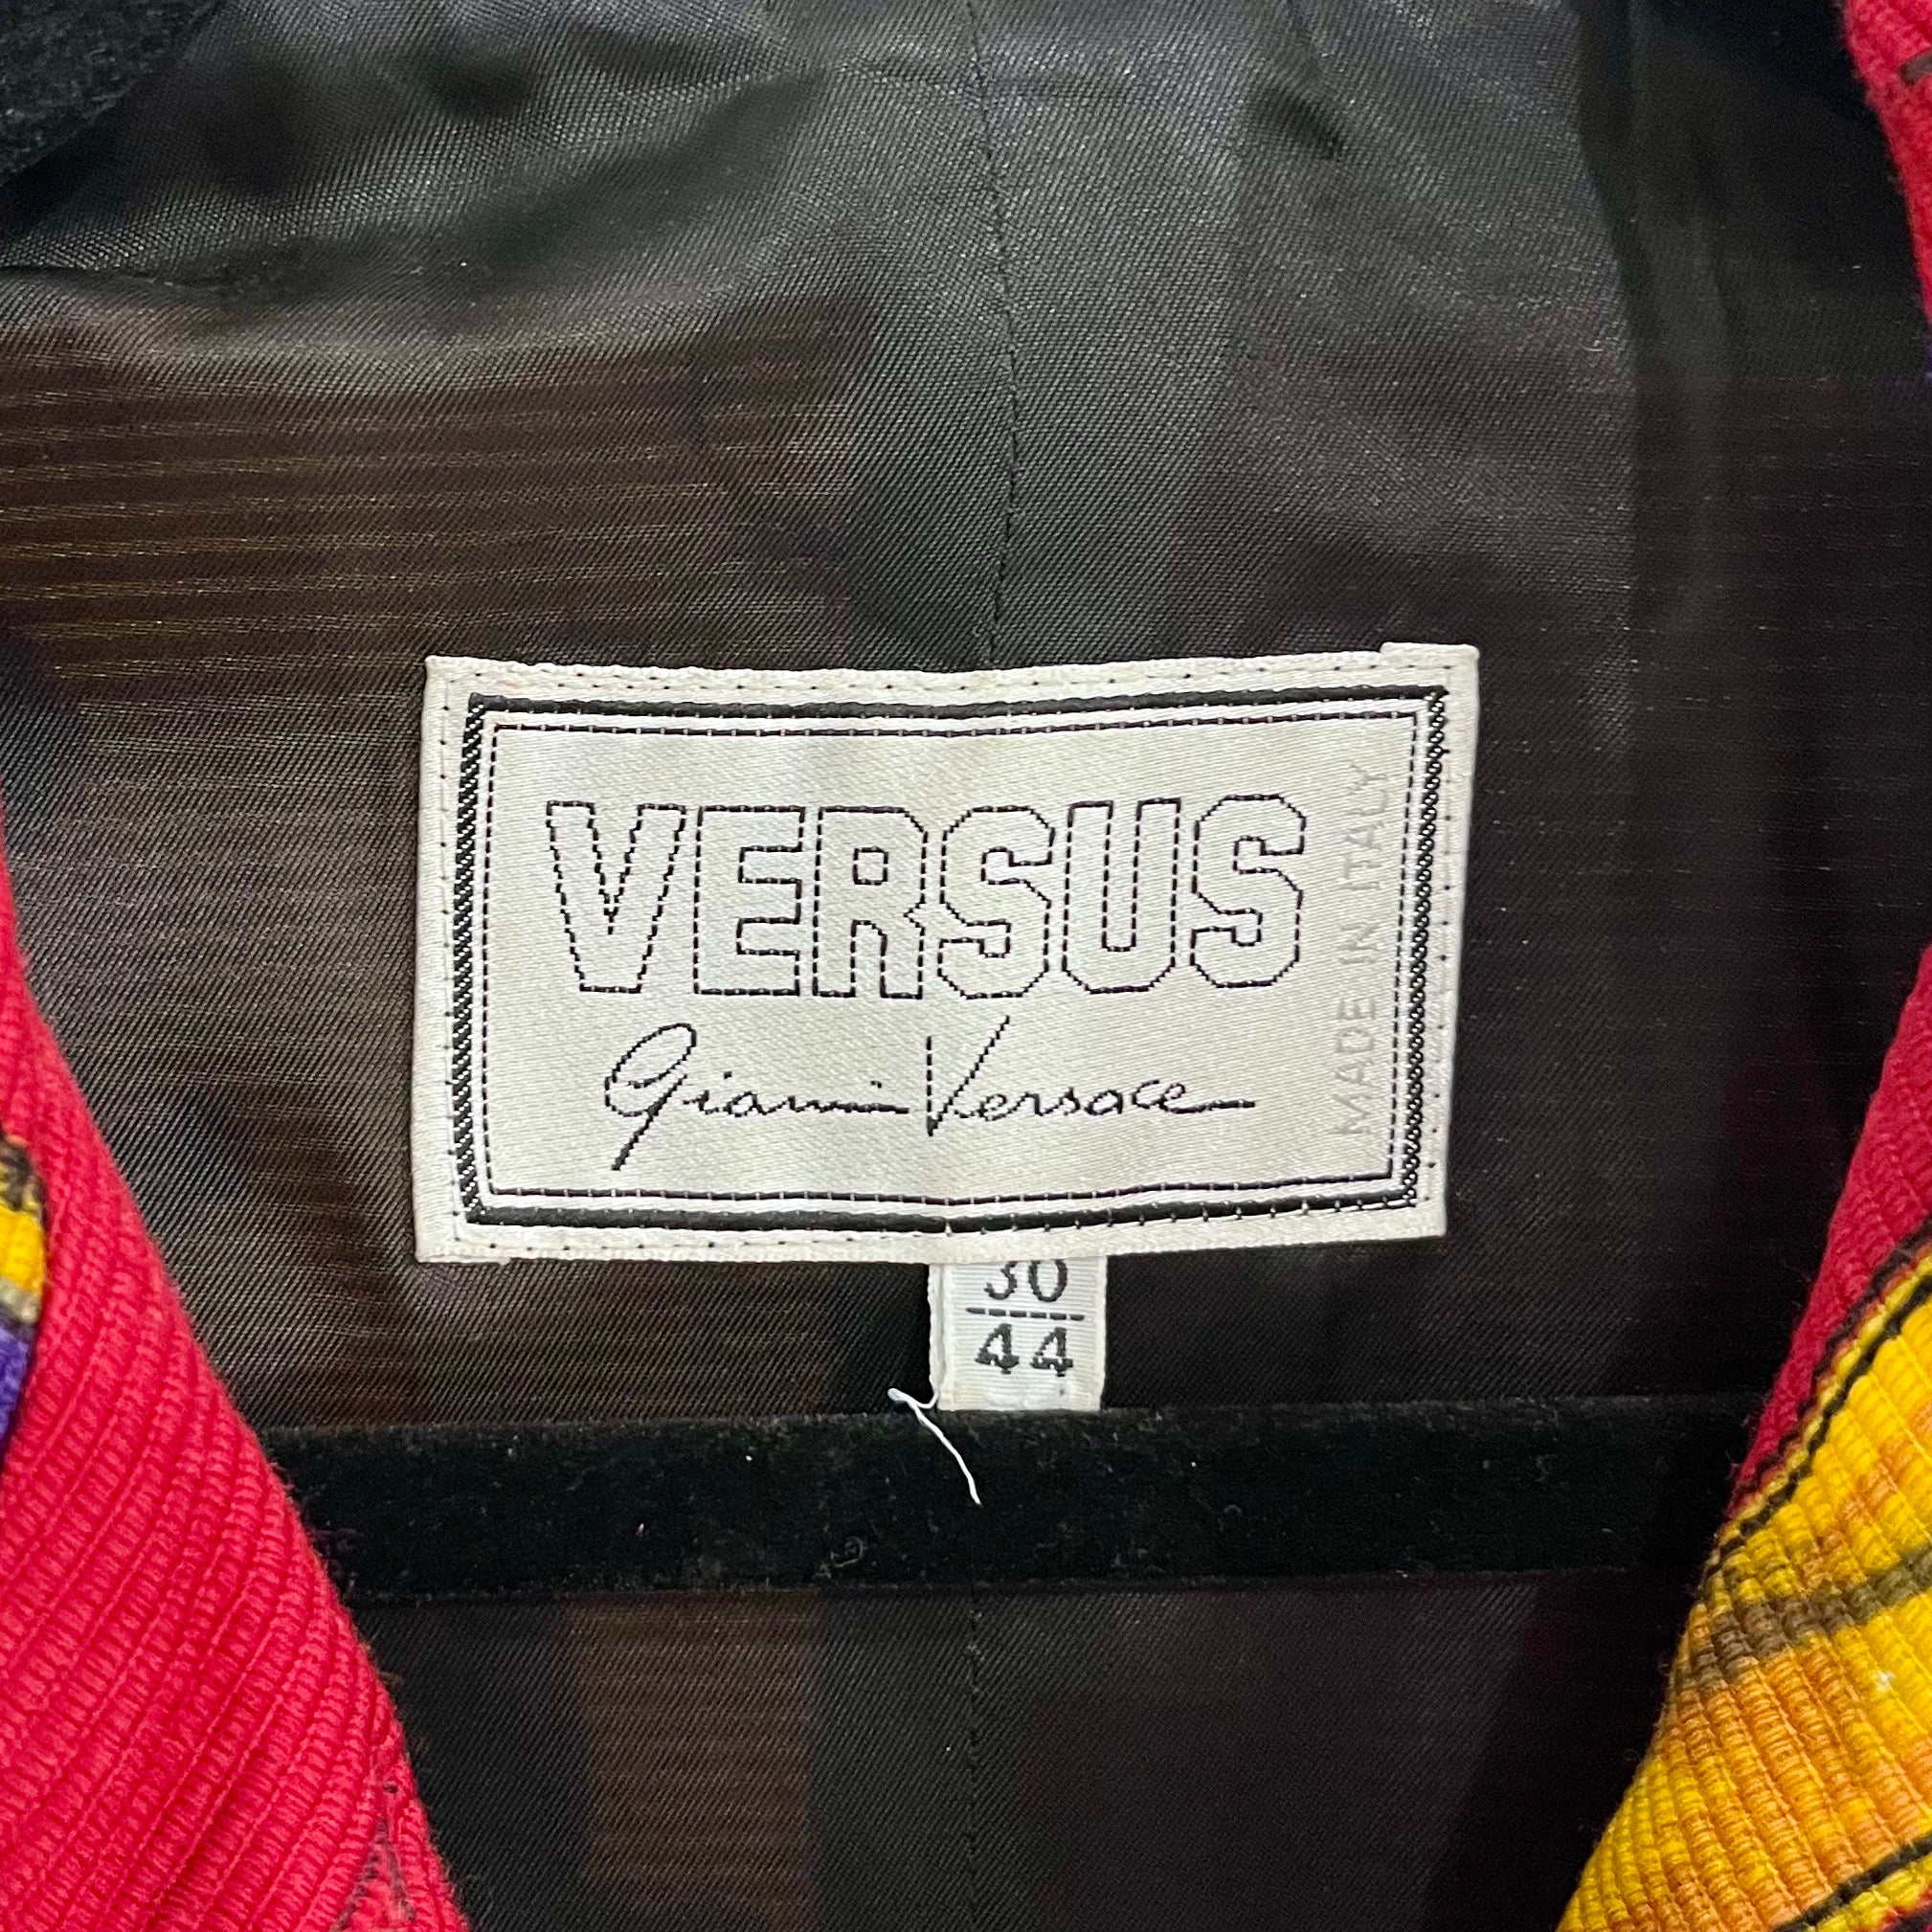 VERSUS
Gianni Versace
MADE IN ITALY
30
44